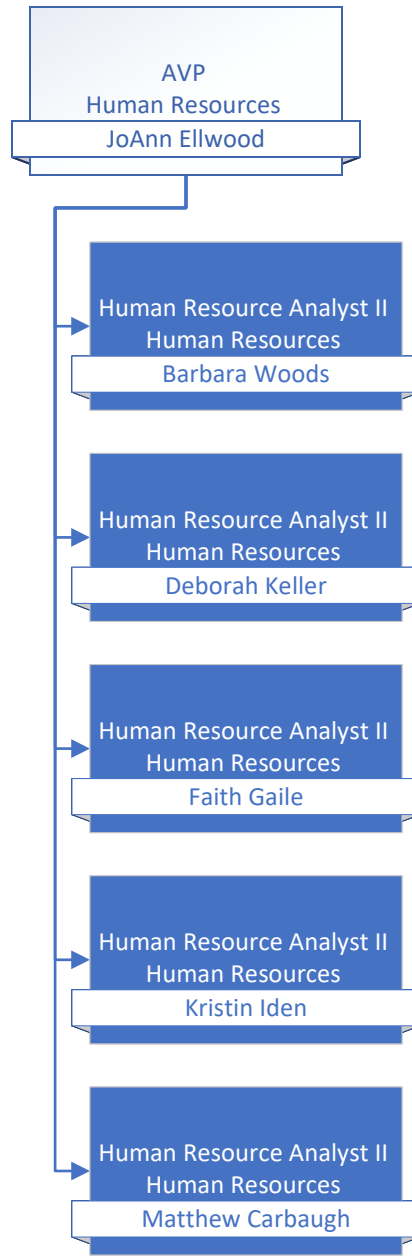 AVP
Human Resources
JoAnn Ellwood
Human Resource Analyst II
Human Resources
Barbara Woods
Human Resource Analyst II
Human Resources
Deborah Keller
Human Resource Analyst II
Human Resources
Faith Gaile
Human Resource Analyst II
Human Resources
Kristin Iden
Human Resource Analyst II
Human Resources
Matthew Carbaugh